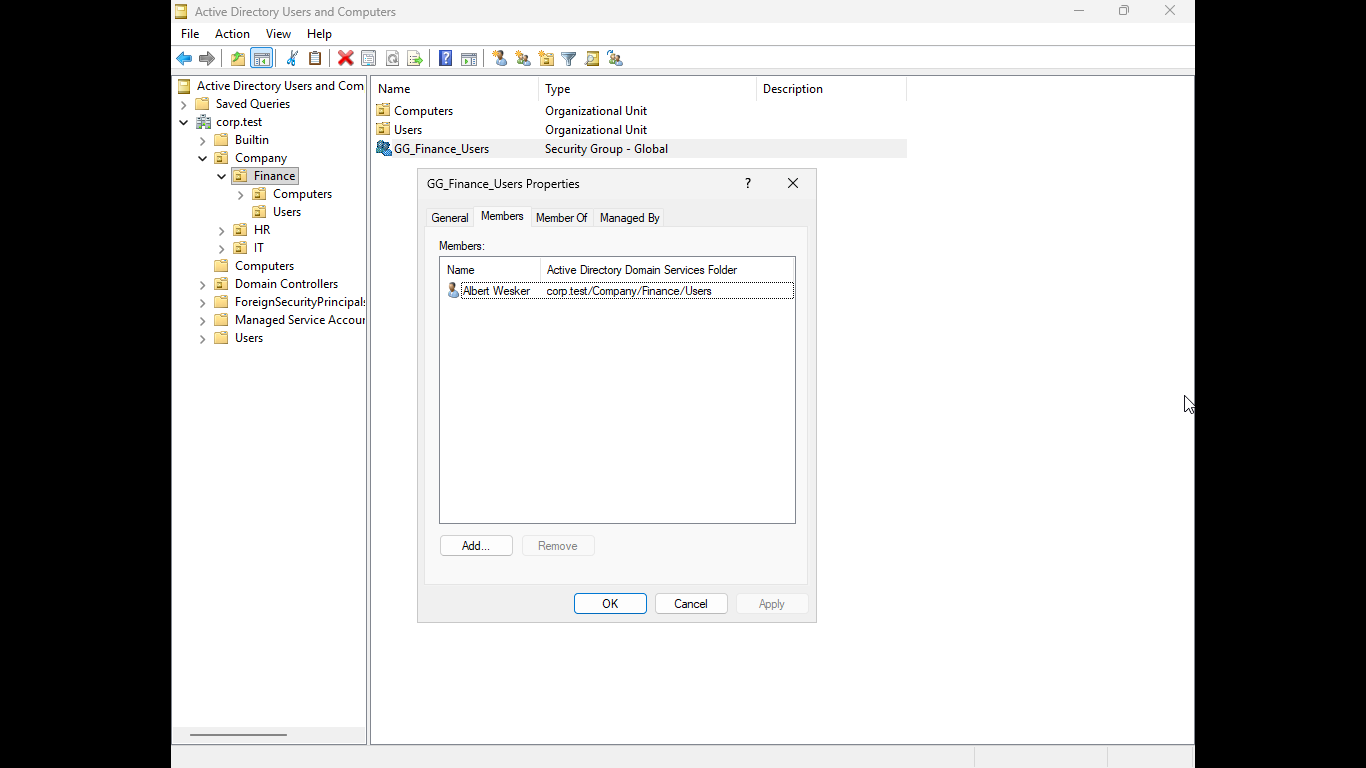 Active Directory Users and Computers
File Action View Help
Active Directory Users and Com
Saved Queries
corp.test
Builtin
Company
Finance
Computers
Users
HR
IT
Computers
Domain Controllers
ForeignSecurityPrincipals
Managed Service Accour
Users
Name Type Description
Computers Organizational Unit
Users Organizational Unit
GG_Finance_Users Security Group - Global
GG_Finance_Users Properties
?
General Members Member Of Managed By
Members:
Name Active Directory Domain Services Folder
Albert Wesker corp.test/Company/Finance/Users
Add... Remove
OK Cancel Apply